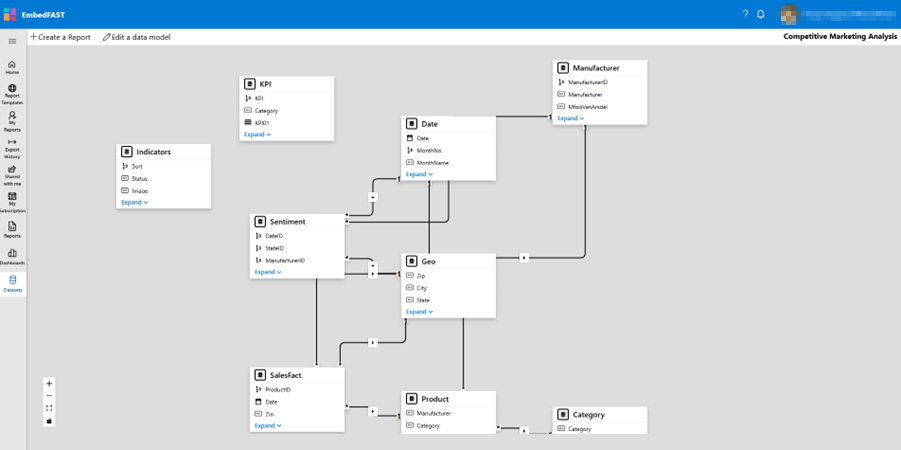 EmbedFAST
?
Create a Report
Edit a data model
Competitive Marketing Analysis
Home
Report
Templates
My
Reports
Export
History
Shared
with me
My
Subscription
Reports
Dashboards
Datasets
KPI
KPI
Category
KPI01
Expand
Indicators
Sort
Status
Image
Expand
Date
Date
MonthNo
MonthName
Expand
Manufacturer
ManufacturerID
Manufacturer
MfgisVanArsdel
Expand
Sentiment
DateID
StateID
ManufacturerID
Expand
Geo
Zip
City
State
Expand
SalesFact
ProductID
Date
Zip
Expand
Product
Manufacturer
Category
Category
Category